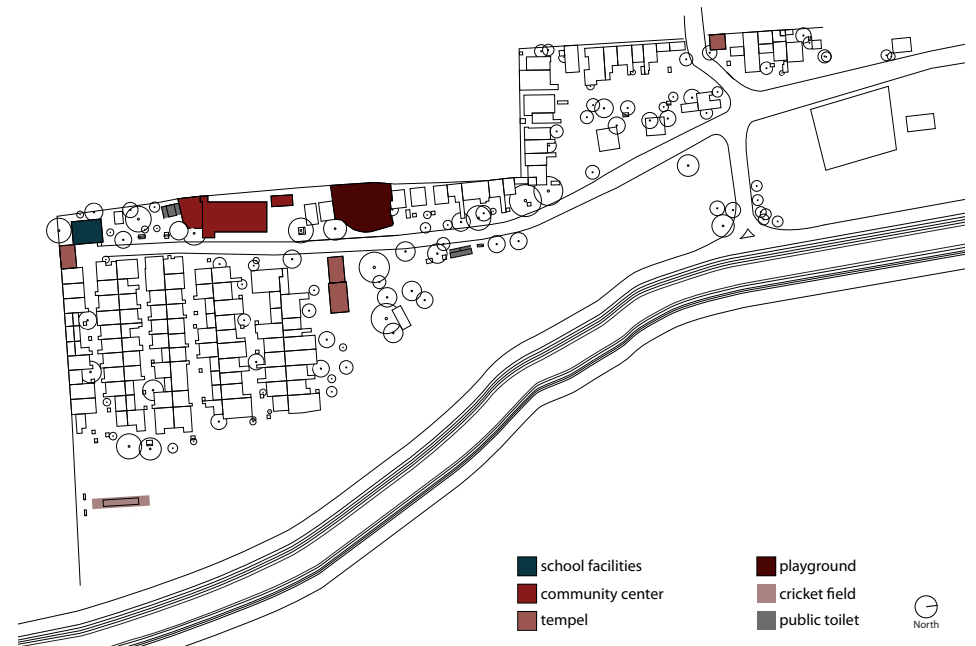 school facilities
community center
tempel
playground
cricket field
public toilet
North